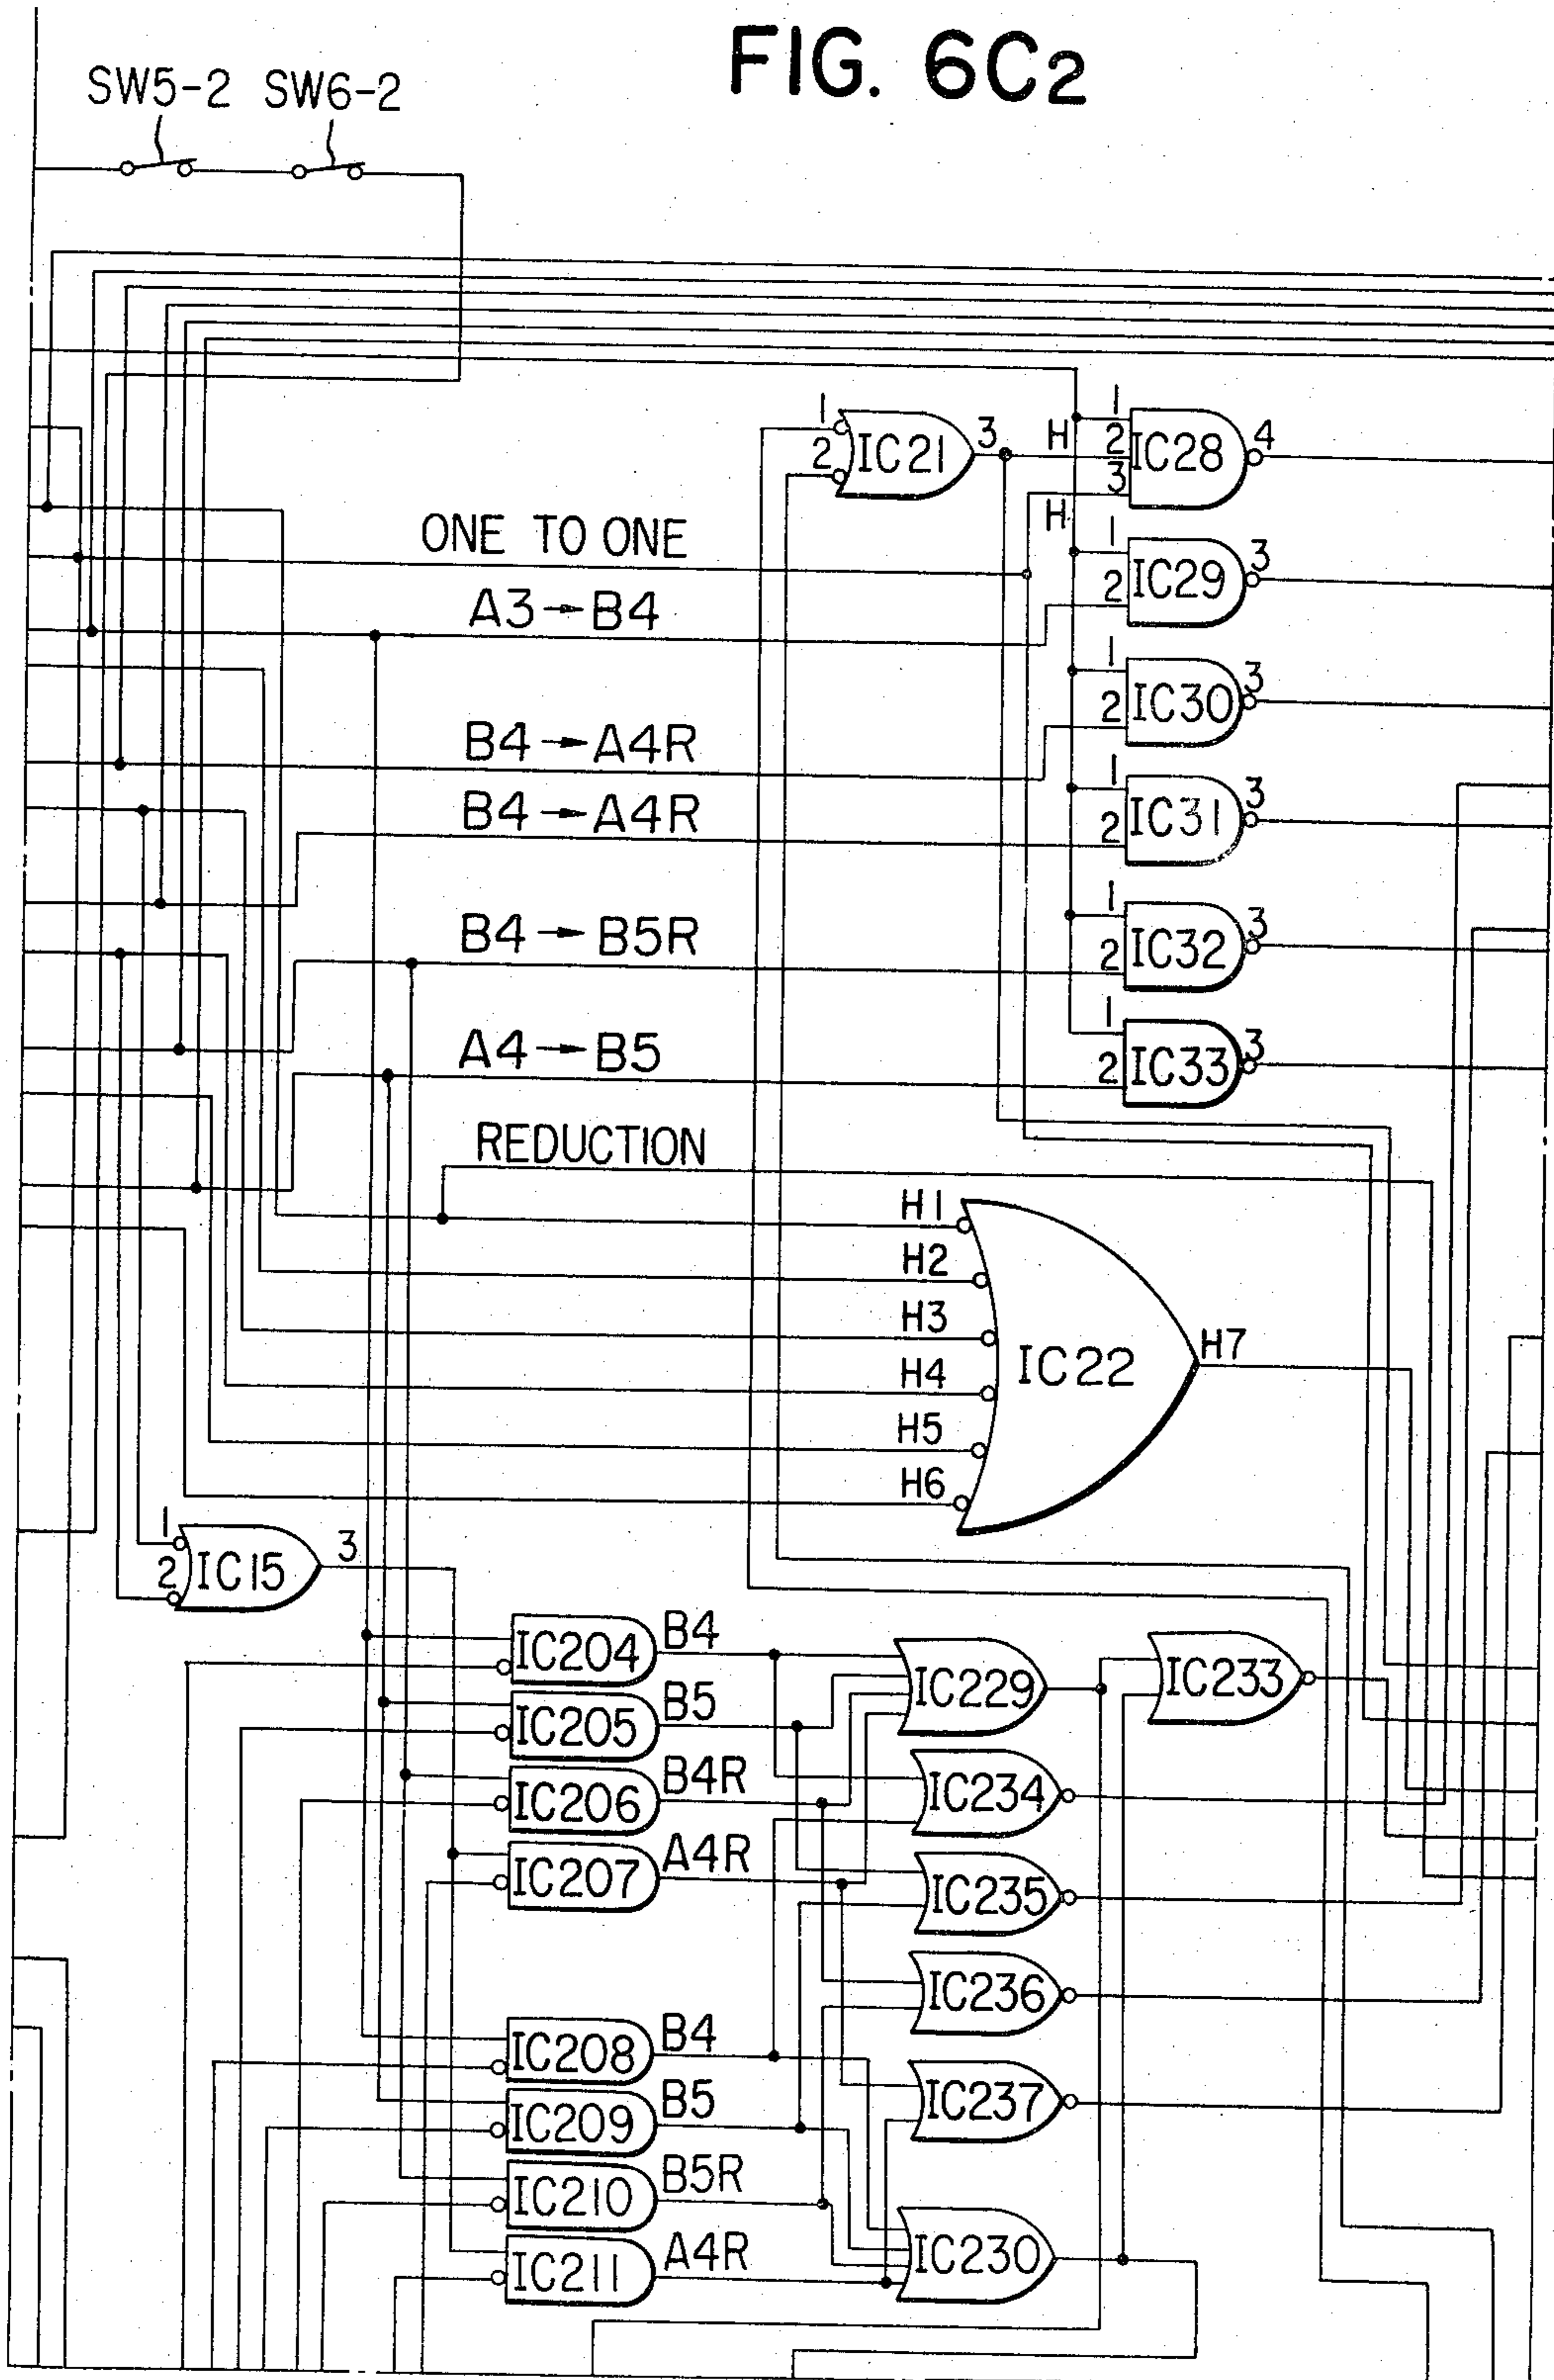 FIG. 6C2
SW5-2 SW6-2
1
2
IC21
3
H
H
1
2
3
IC28
4
ONE TO ONE
1
2
IC29
3
A3→B4
1
2
IC30
3
B4→A4R
1
2
IC31
3
B4→A4R
1
2
IC32
3
B4→B5R
1
2
IC33
3
A4→B5
REDUCTION
H1
H2
H3
H4
H5
H6
IC22
H7
1
2
IC15
3
IC204
B4
IC205
B5
IC206
B4R
IC207
A4R
IC229
IC233
IC234
IC235
IC236
IC237
IC208
B4
IC209
B5
IC210
B5R
IC211
A4R
IC230